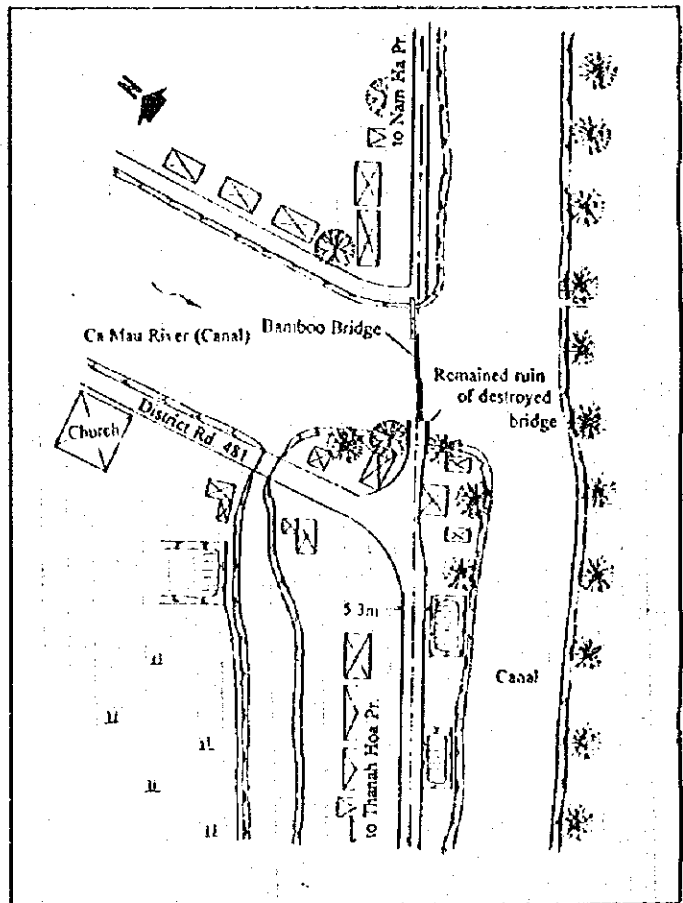 to Nam Ha Pr.
Ca Mau River (Canal)
Bamboo Bridge
Remained ruin
of destroyed
bridge
Church
District Rd 481
5.3m
Canal
to Thanah Hoa Pr.